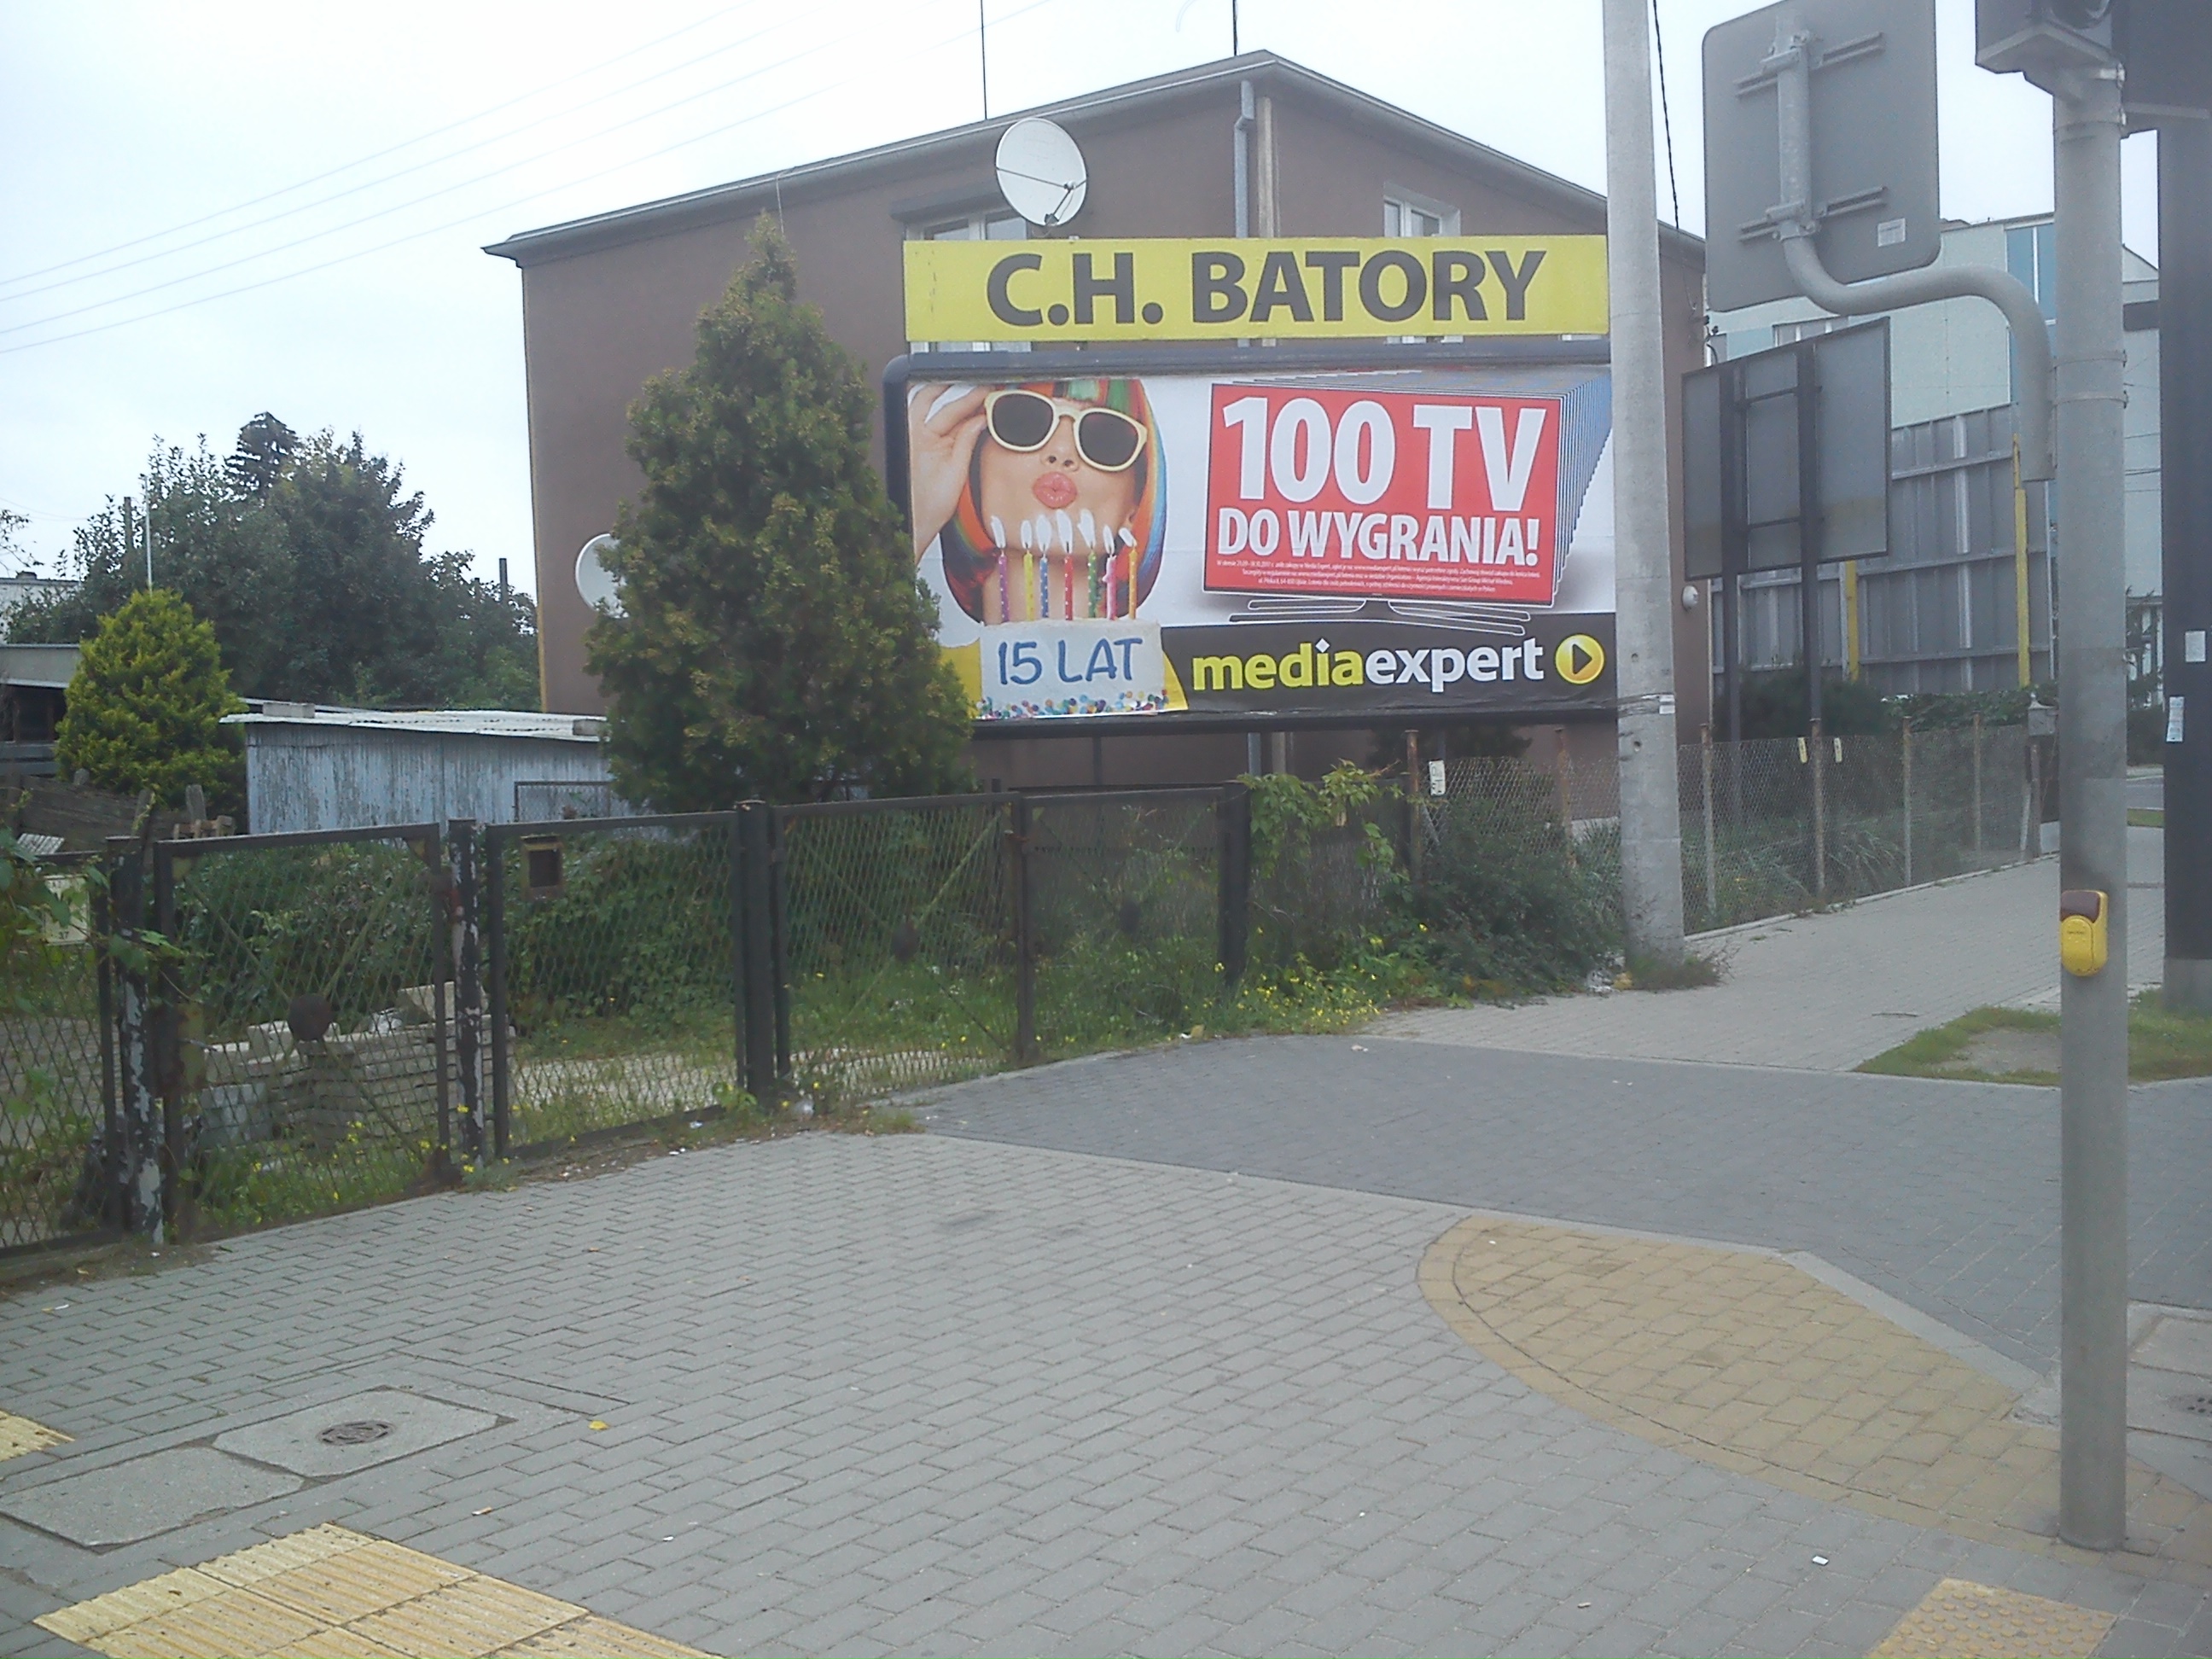 C.H. BATORY
100 TV
DO WYGRANIA!
15 LAT
mediaexpert